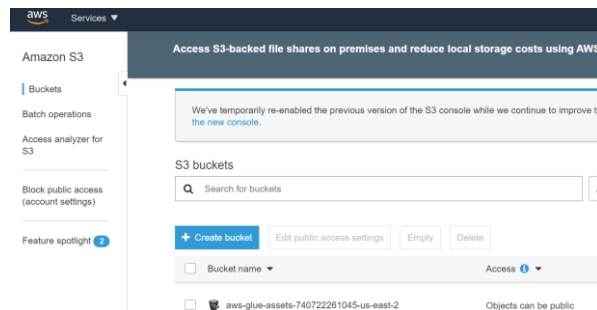 aws Services ▼
Access S3-backed file shares on premises and reduce local storage costs using AWS
Amazon S3
Buckets
Batch operations
Access analyzer for
S3
Block public access
(account settings)
Feature spotlight 2
We've temporarily re-enabled the previous version of the S3 console while we continue to improve
the new console.
S3 buckets
Search for buckets
+ Create bucket Edit public access settings Empty Delete
Bucket name ▼ Access i ▼
aws-glue-assets-740722261045-us-east-2 Objects can be public